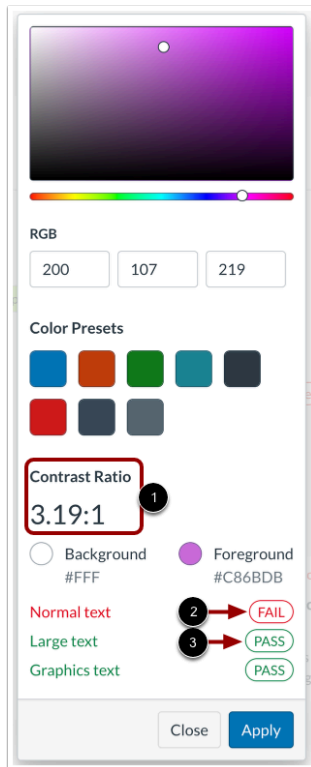 RGB
200 107 219
Color Presets
Contrast Ratio
3.19:1 1
Background Foreground
#FFF #C86BDB
Normal text 2 FAIL
Large text 3 PASS
Graphics text PASS
Close Apply